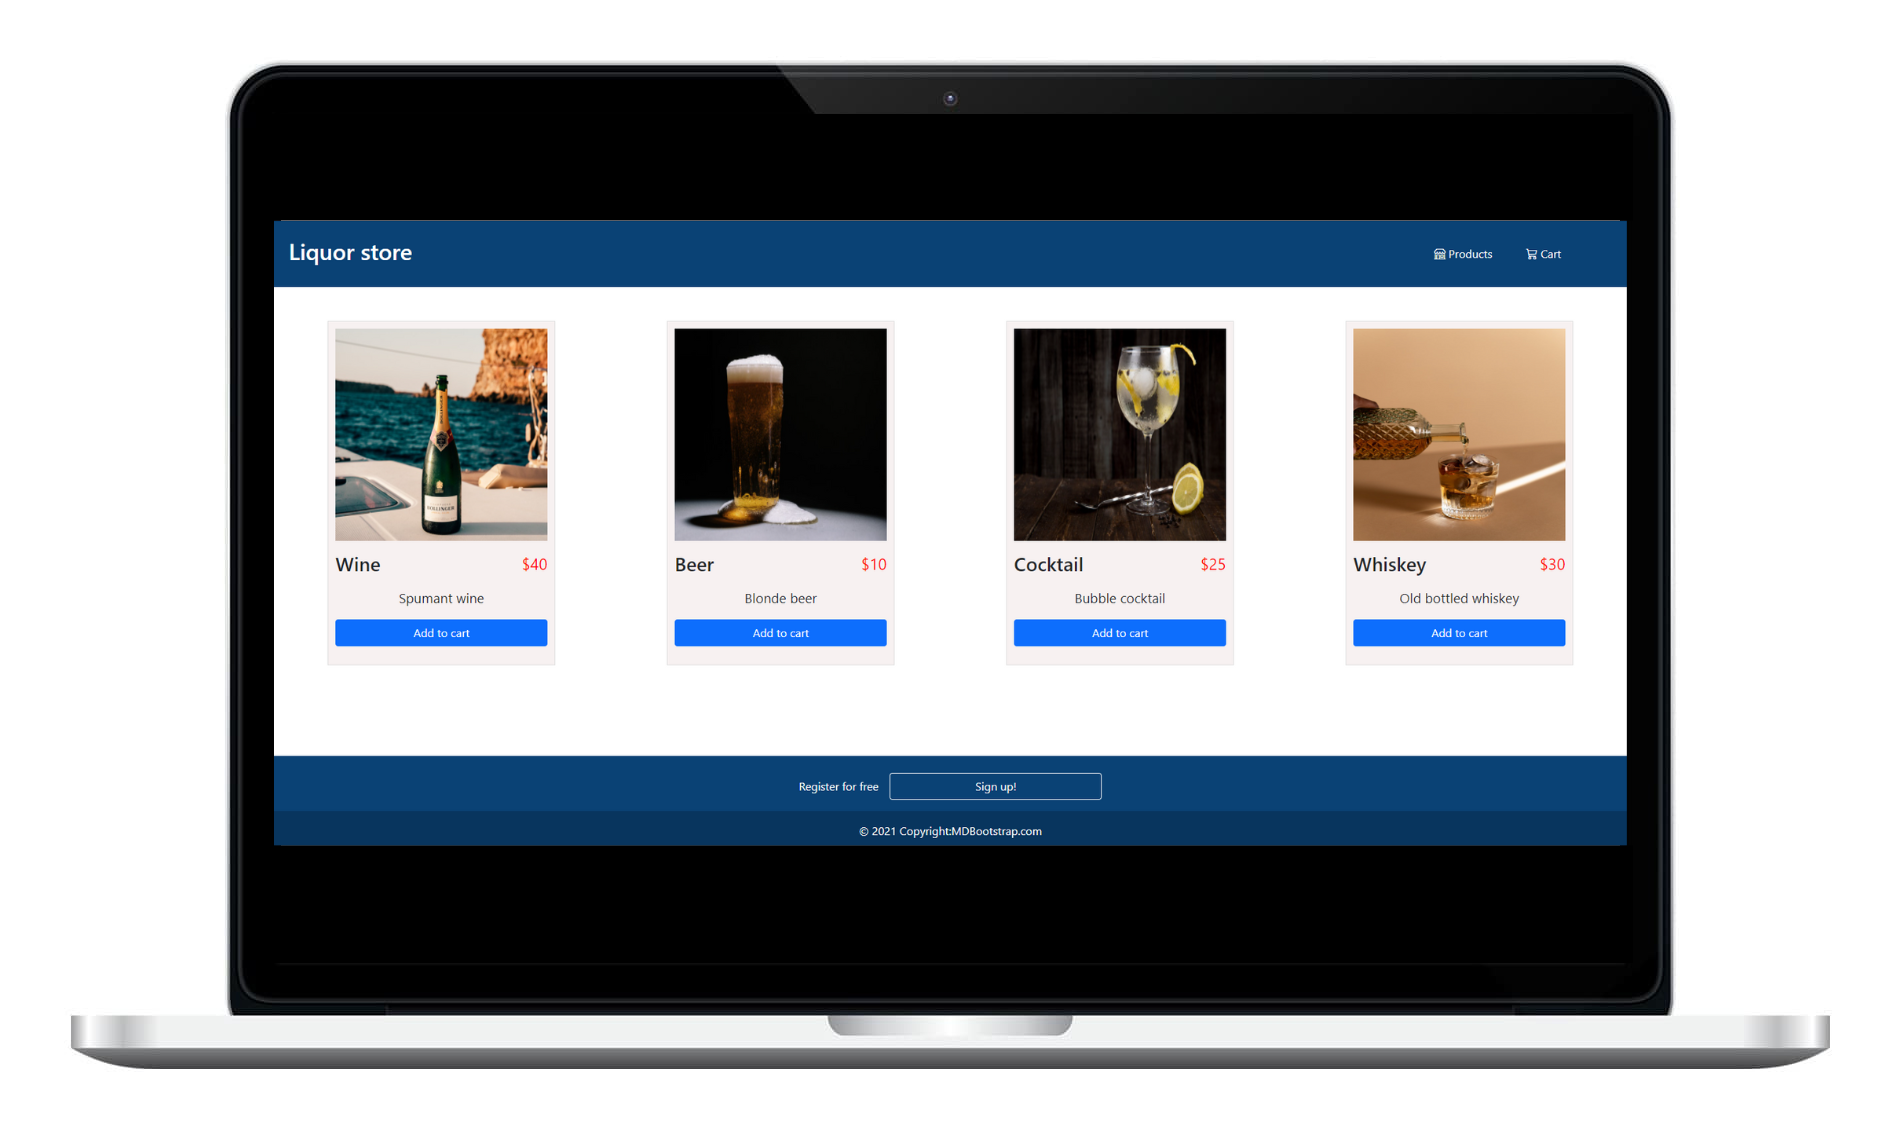 Liquor store
Products
Cart
BOLLINGER
Wine $40
Spumant wine
Add to cart
Beer $10
Blonde beer
Add to cart
Cocktail $25
Bubble cocktail
Add to cart
Whiskey $30
Old bottled whiskey
Add to cart
Register for free
Sign up!
© 2021 Copyright:MDBootstrap.com